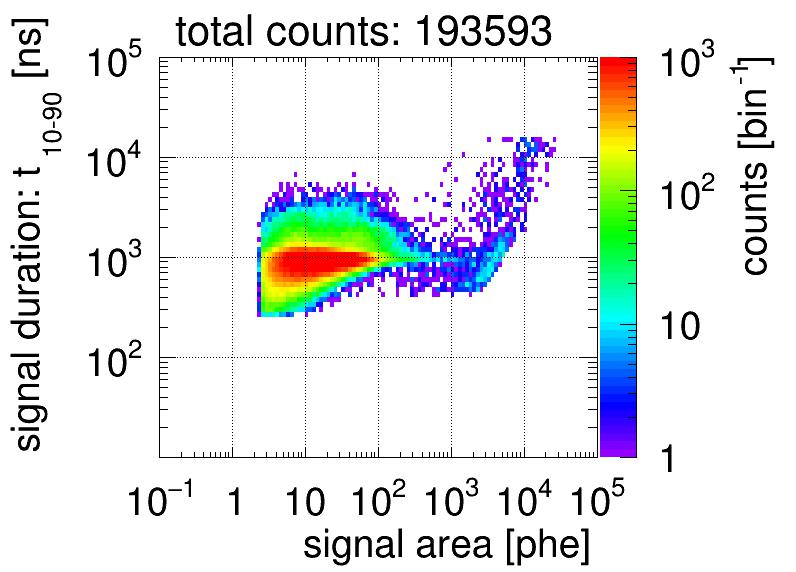 total counts: 193593
signal duration: t 10-90 [ns]
10^5
10^4
10^3
10^2
10^−1 1 10 10^2 10^3 10^4 10^5
signal area [phe]
10^3
10^2
10
1
counts [bin^-1]